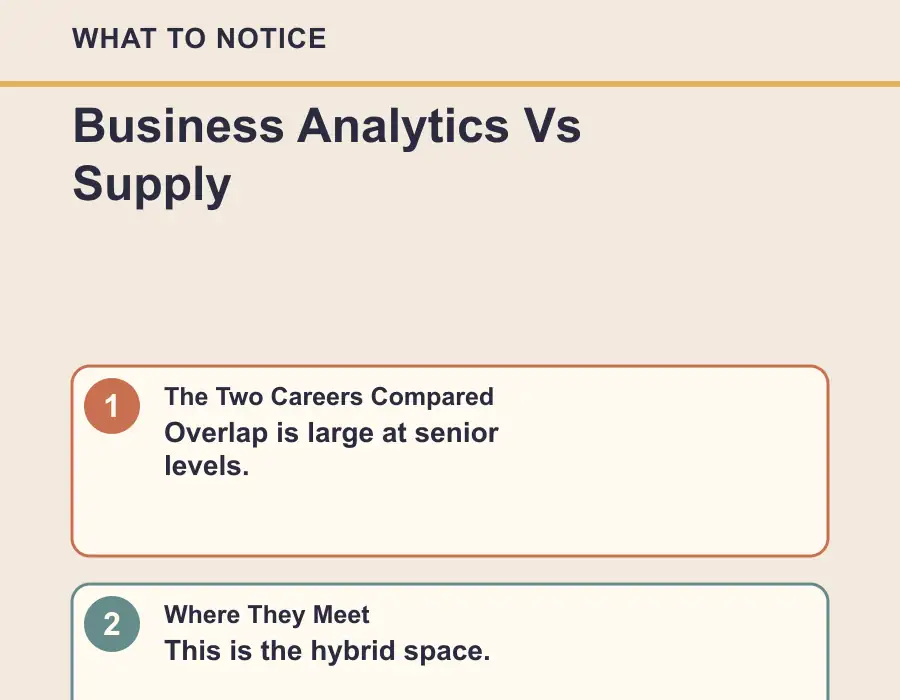 WHAT TO NOTICE
Business Analytics Vs
Supply
1
The Two Careers Compared
Overlap is large at senior
levels.
2
Where They Meet
This is the hybrid space.